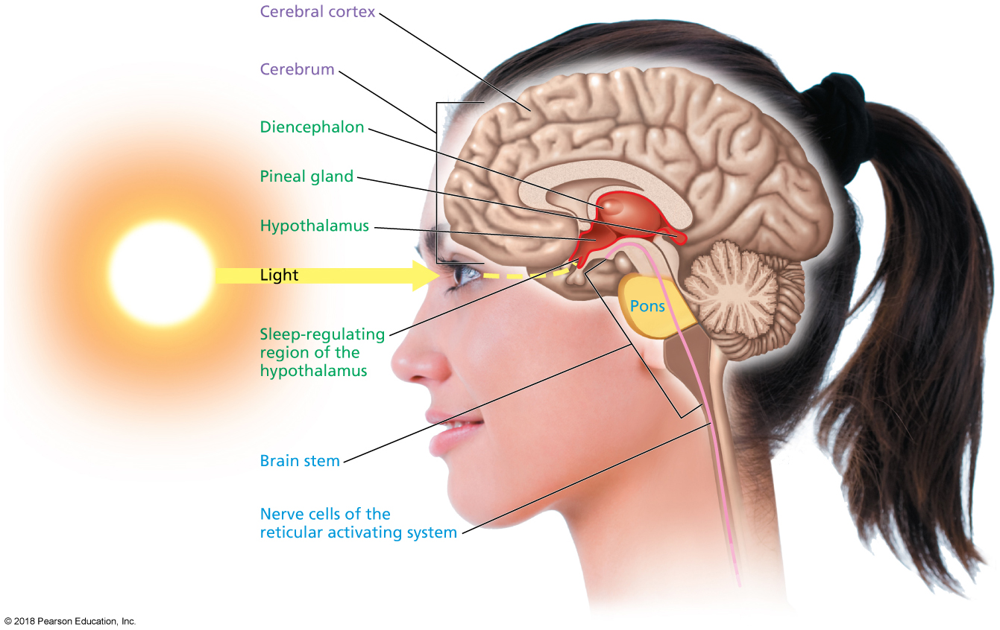 Cerebral cortex
Cerebrum
Diencephalon
Pineal gland
Hypothalamus
Light
Pons
Sleep-regulating
region of the
hypothalamus
Brain stem
Nerve cells of the
reticular activating system
© 2018 Pearson Education, Inc.